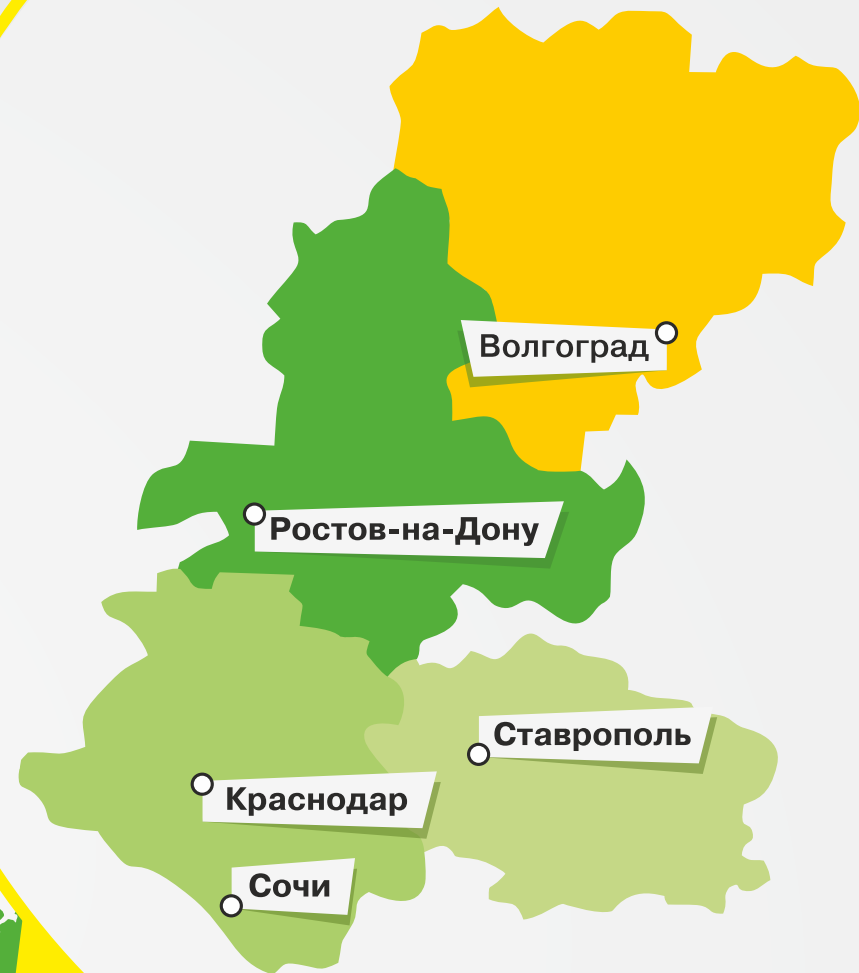 Волгоград
Ростов-на-Дону
Ставрополь
Краснодар
Сочи